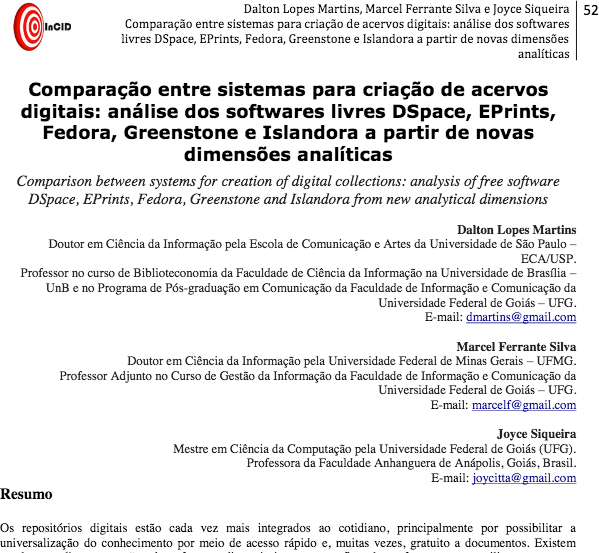 InCID
Dalton Lopes Martins, Marcel Ferrante Silva e Joyce Siqueira
52
Comparação entre sistemas para criação de acervos digitais: análise dos softwares
livres DSpace, EPrints, Fedora, Greenstone e Islandora a partir de novas dimensões
analíticas
Comparação entre sistemas para criação de acervos
digitais: análise dos softwares livres DSpace, EPrints,
Fedora, Greenstone e Islandora a partir de novas
dimensões analíticas
Comparison between systems for creation of digital collections: analysis of free software
DSpace, EPrints, Fedora, Greenstone and Islandora from new analytical dimensions
Dalton Lopes Martins
Doutor em Ciência da Informação pela Escola de Comunicação e Artes da Universidade de São Paulo –
ECA/USP.
Professor no curso de Biblioteconomia da Faculdade de Ciência da Informação na Universidade de Brasília –
UnB e no Programa de Pós-graduação em Comunicação da Faculdade de Informação e Comunicação da
Universidade Federal de Goiás – UFG.
E-mail: dmartins@gmail.com
Marcel Ferrante Silva
Doutor em Ciência da Informação pela Universidade Federal de Minas Gerais – UFMG.
Professor Adjunto no Curso de Gestão da Informação da Faculdade de Informação e Comunicação da
Universidade Federal de Goiás – UFG.
E-mail: marcelf@gmail.com
Joyce Siqueira
Mestre em Ciência da Computação pela Universidade Federal de Goiás (UFG).
Professora da Faculdade Anhanguera de Anápolis, Goiás, Brasil.
E-mail: joycitta@gmail.com
Resumo
Os repositórios digitais estão cada vez mais integrados ao cotidiano, principalmente por possibilitar a
universalização do conhecimento por meio de acesso rápido e, muitas vezes, gratuito a documentos. Existem